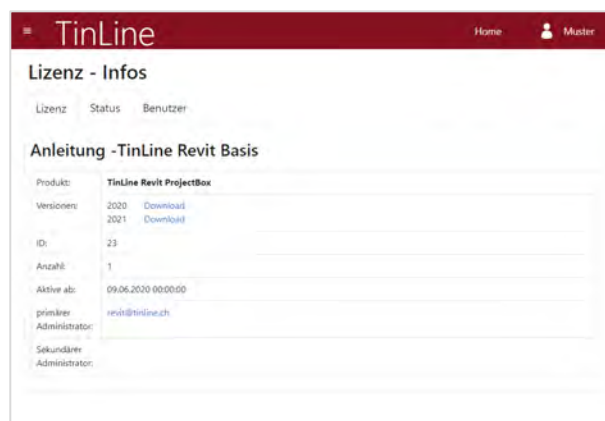 TinLine
Home
Muster
Lizenz - Infos
Lizenz Status Benutzer
Anleitung -TinLine Revit Basis
Produkt: TinLine Revit ProjectBox
Versionen: 2020 Download
2021 Download
ID: 23
Anzahl: 1
Aktive ab: 09.06.2020 00:00:00
primärer revit@tinline.ch
Administrator:
Sekundärer
Administrator: